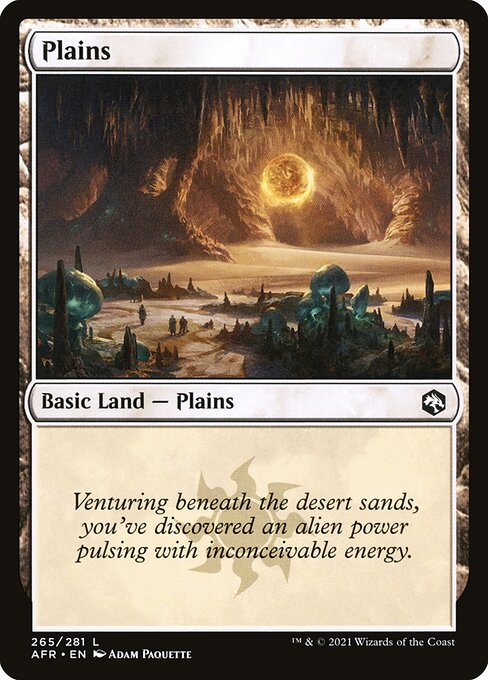 Plains
Basic Land — Plains
Venturing beneath the desert sands,
you've discovered an alien power
pulsing with inconceivable energy.
265/281 L
™ & © 2021 Wizards of the Coast
AFR • EN Adam Paquette